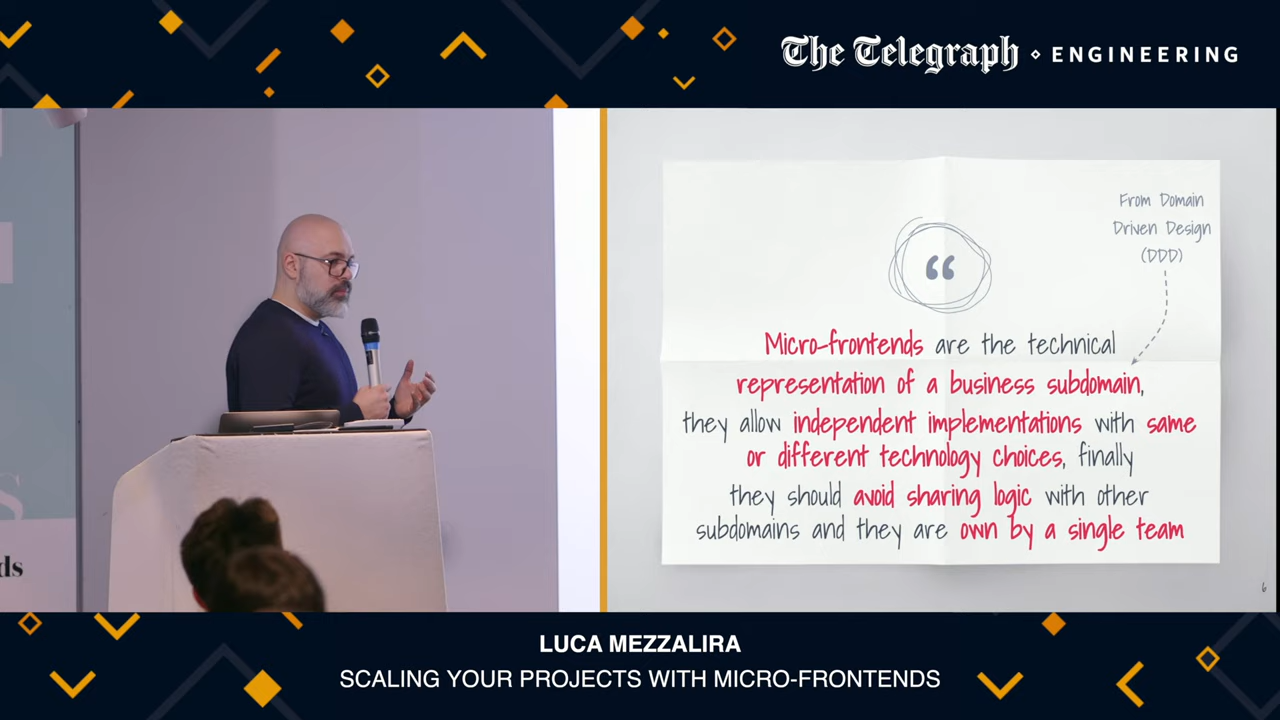 The Telegraph ENGINEERING
From Domain
Driven Design
(DDD)
“
Micro-frontends are the technical
representation of a business subdomain,
they allow independent implementations with same
or different technology choices, finally
they should avoid sharing logic with other
subdomains and they are own by a single team
6
ds
LUCA MEZZALIRA
SCALING YOUR PROJECTS WITH MICRO-FRONTENDS